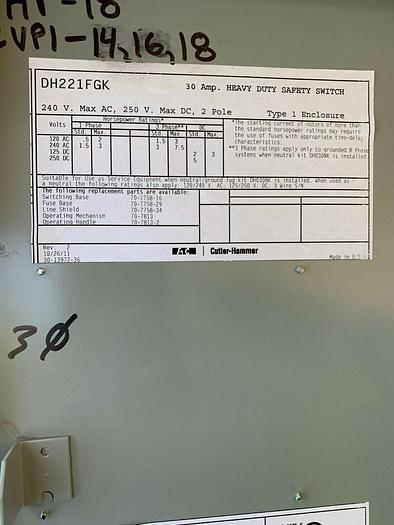 -18
VP1-14,16,18
DH221FGK 30 Amp. HEAVY DUTY SAFETY SWITCH
240 V. Max AC, 250 V. Max DC, 2 Pole Type 1 Enclosure
Horsepower Ratings*
Volts 1 Phase 3 Phase** DC
Std. Max. Std. Max. Std. Max.
120 AC .5 2 1.5 3
240 AC 1.5 3 3 7.5
125 DC 2 3
250 DC 5
*The starting current of motors of more than
the standard horsepower ratings may require
the use of fuses with appropriate time-delay
characteristics.
**3 Phase ratings apply only to grounded B Phase
systems when neutral kit DH030NK is installed.
Suitable for Use as Service Equipment when neutral/ground lug kit DH030NK is installed, when used as
a neutral the following ratings also apply: 120/240 V. AC; 125/250 V. DC; 3 Wire S/N.
The following replacement parts are available:
Switching Base 70-7758-16
Fuse Base 70-7758-29
Line Shield 70-7758-34
Operating Mechanism 70-7813
Operating Handle 70-7813-2
Rev. 2
10/26/11
30-13972-36
EATON | Cutler-Hammer
Made in U.S.
3Ø